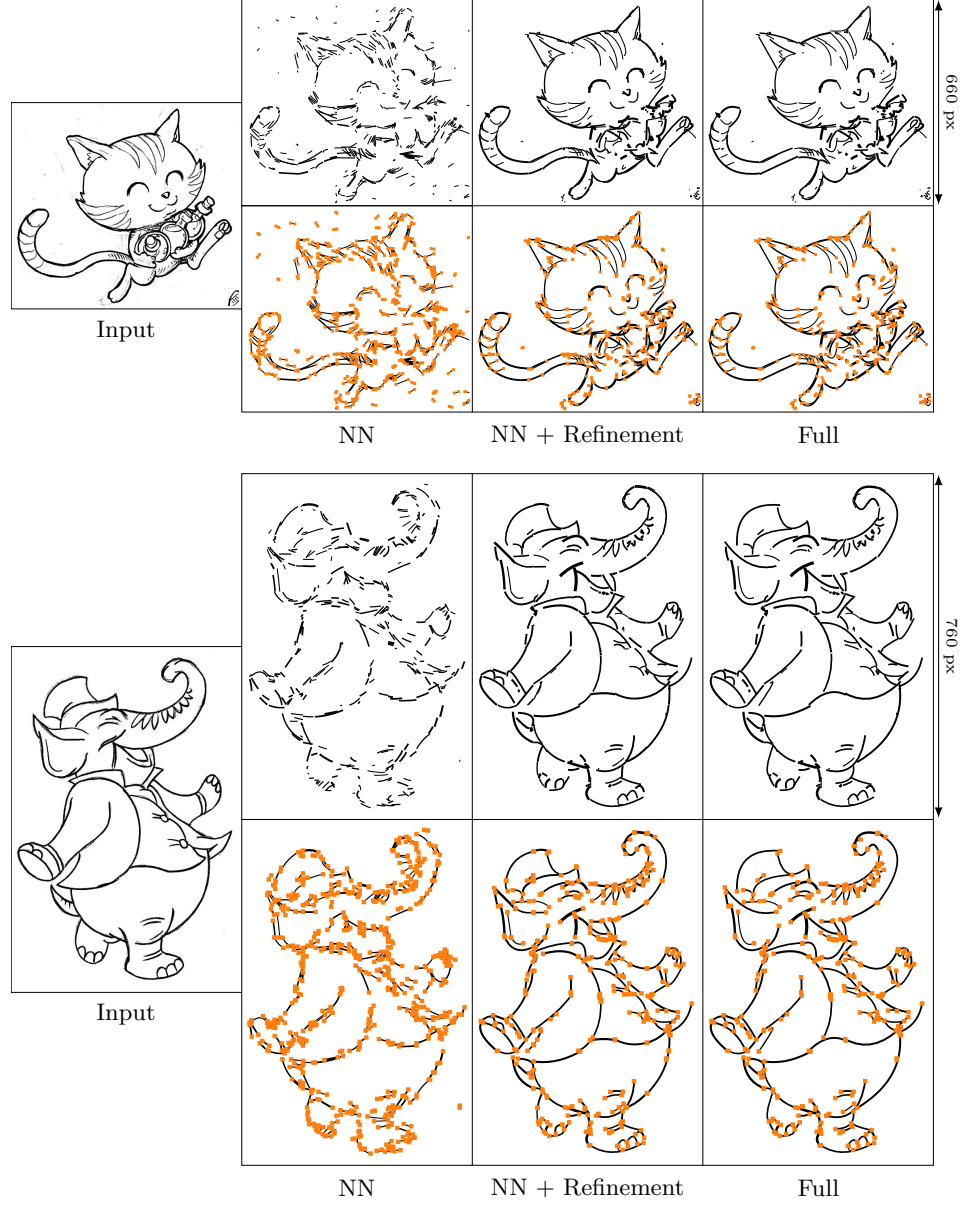 660 px
Input
NN
NN + Refinement
Full
760 px
Input
NN
NN + Refinement
Full